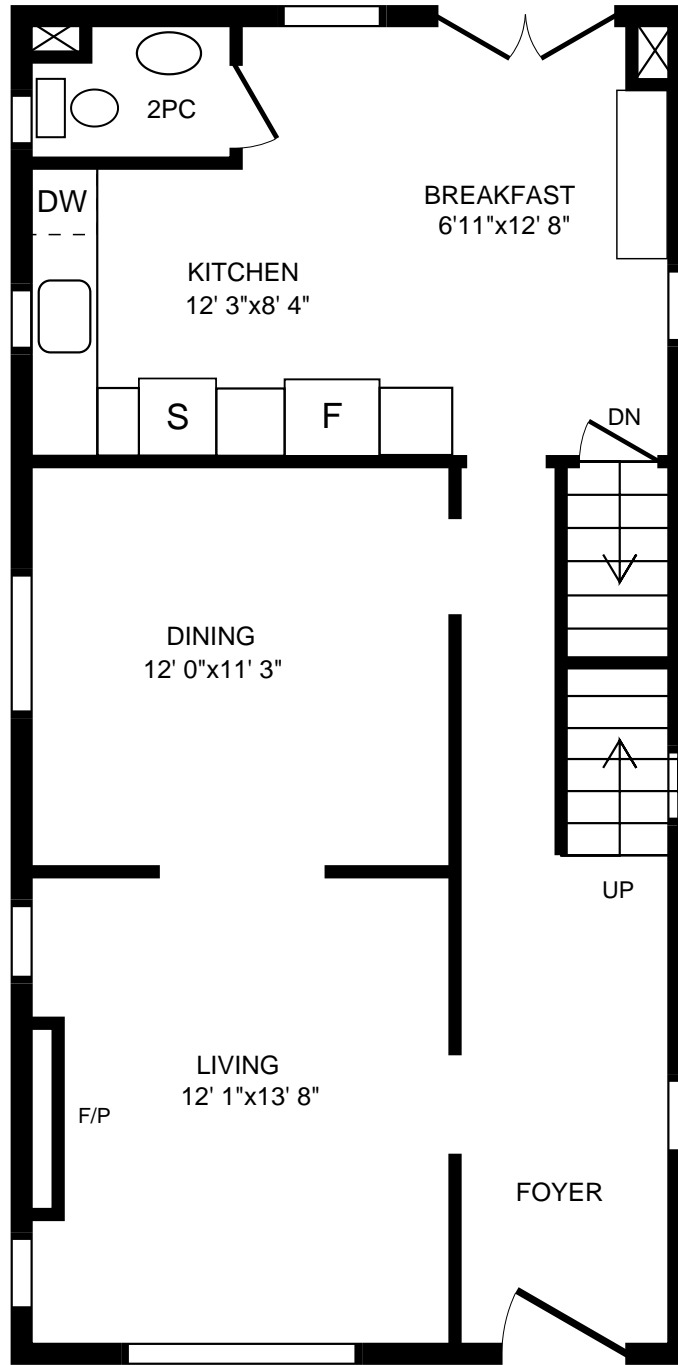 2PC
DW
BREAKFAST
6'11"x12' 8"
KITCHEN
12' 3"x8' 4"
S
F
DN
DINING
12' 0"x11' 3"
UP
LIVING
12' 1"x13' 8"
F/P
FOYER